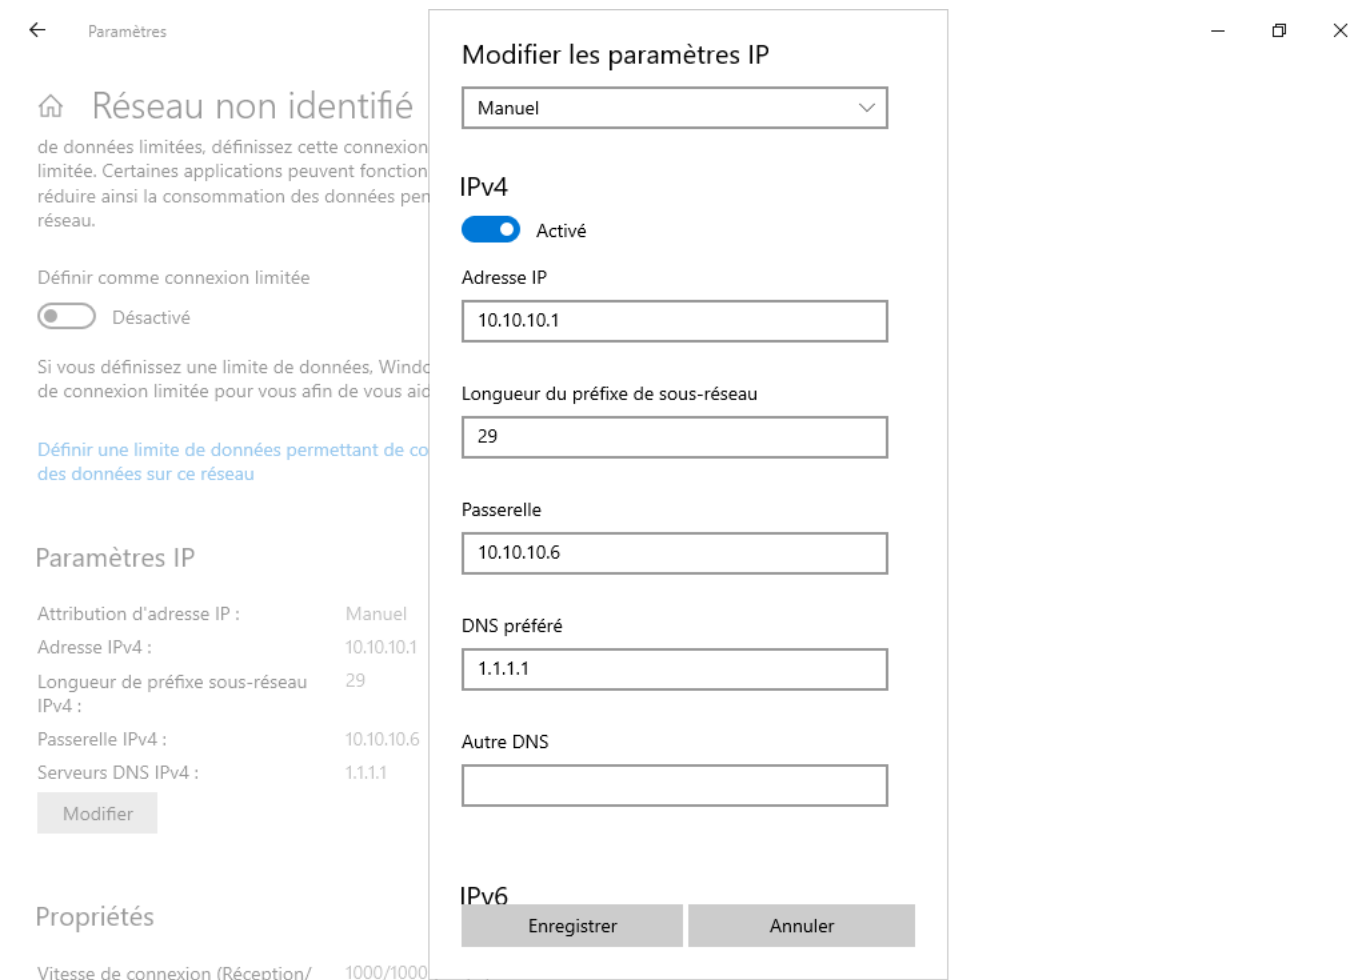 Paramètres
Réseau non identifié
de données limitées, définissez cette connexion
limitée. Certaines applications peuvent fonction
réduire ainsi la consommation des données pen
réseau.
Définir comme connexion limitée
Désactivé
Si vous définissez une limite de données, Windo
de connexion limitée pour vous afin de vous aid
Définir une limite de données permettant de co
des données sur ce réseau
Paramètres IP
Attribution d'adresse IP : Manuel
Adresse IPv4 : 10.10.10.1
Longueur de préfixe sous-réseau 29
IPv4 :
Passerelle IPv4 : 10.10.10.6
Serveurs DNS IPv4 : 1.1.1.1
Modifier
Propriétés
Vitesse de connexion (Réception/ 1000/1000
Modifier les paramètres IP
Manuel
IPv4
Activé
Adresse IP
10.10.10.1
Longueur du préfixe de sous-réseau
29
Passerelle
10.10.10.6
DNS préféré
1.1.1.1
Autre DNS
IPv6
Enregistrer Annuler